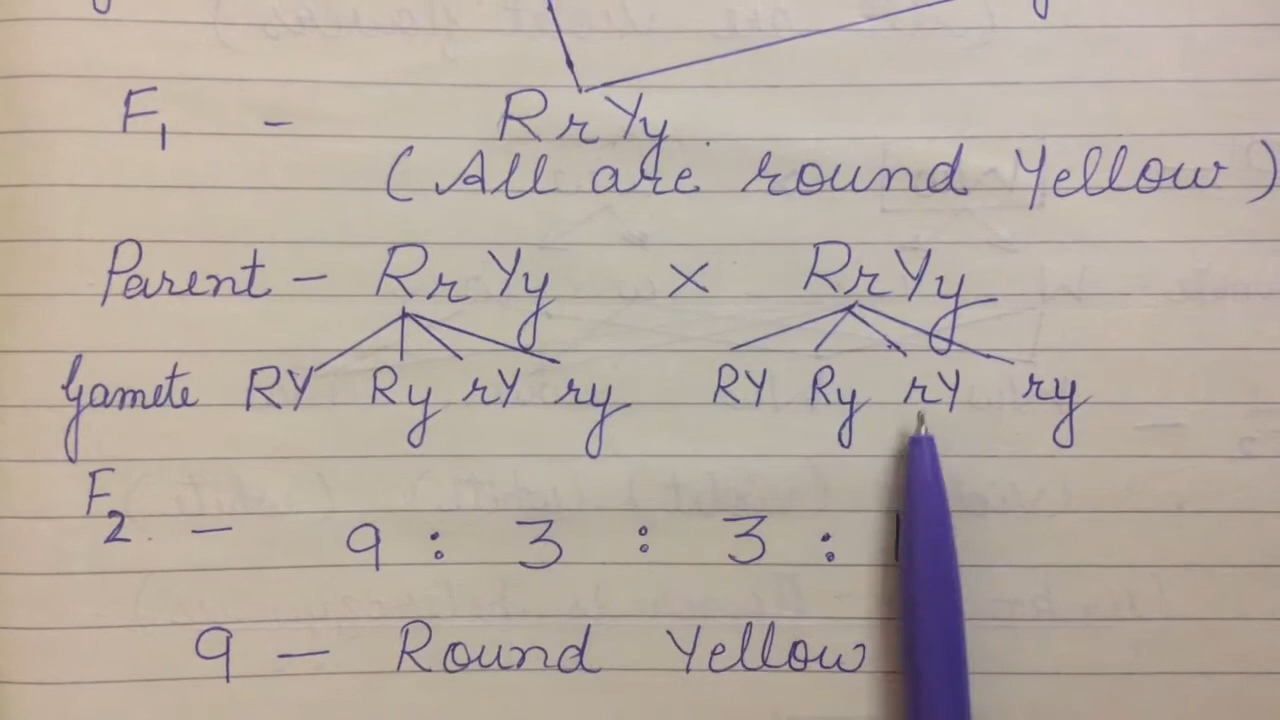 F1 - RrYy
(All are round Yellow)
Parent - RrYy × RrYy
Gamete RY Ry rY ry RY Ry rY ry
F2 - 9 : 3 : 3 :
9 - Round Yellow